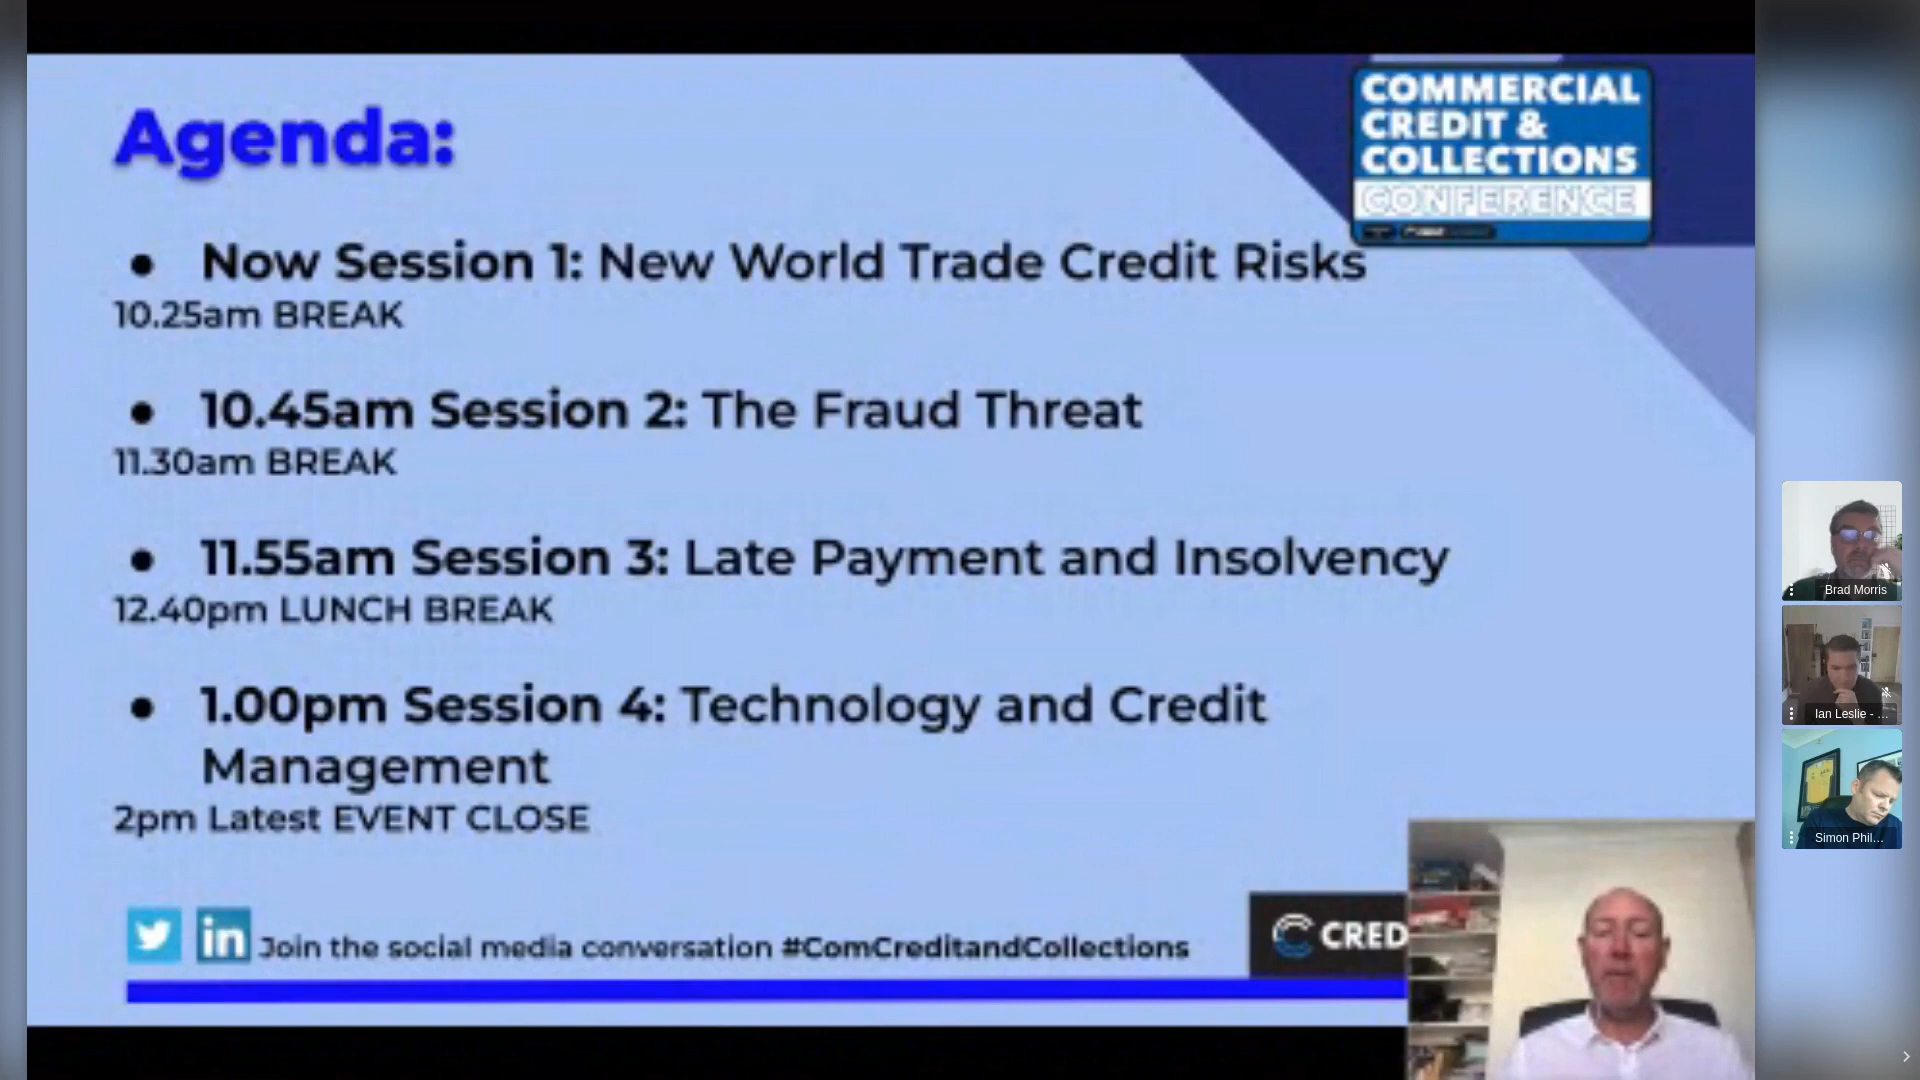 COMMERCIAL
CREDIT &
COLLECTIONS
CONFERENCE
Agenda:
● Now Session 1: New World Trade Credit Risks
10.25am BREAK
● 10.45am Session 2: The Fraud Threat
11.30am BREAK
● 11.55am Session 3: Late Payment and Insolvency
12.40pm LUNCH BREAK
● 1.00pm Session 4: Technology and Credit
Management
2pm Latest EVENT CLOSE
in Join the social media conversation #ComCreditandCollections
CRED
Brad Morris
Ian Leslie - ...
Simon Phil...